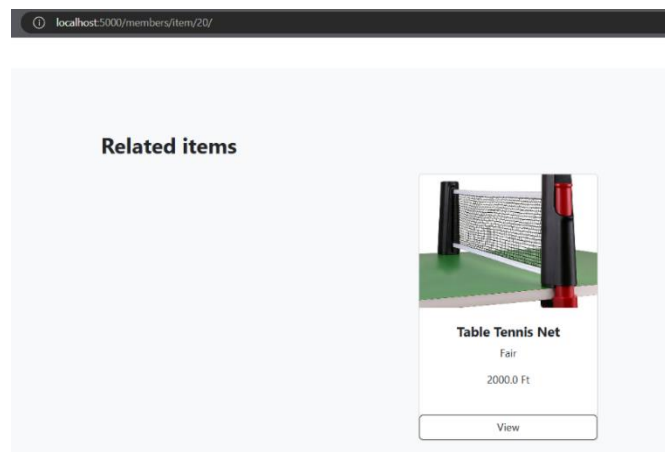 localhost:5000/members/item/20/
Related items
Table Tennis Net
Fair
2000.0 Ft
View